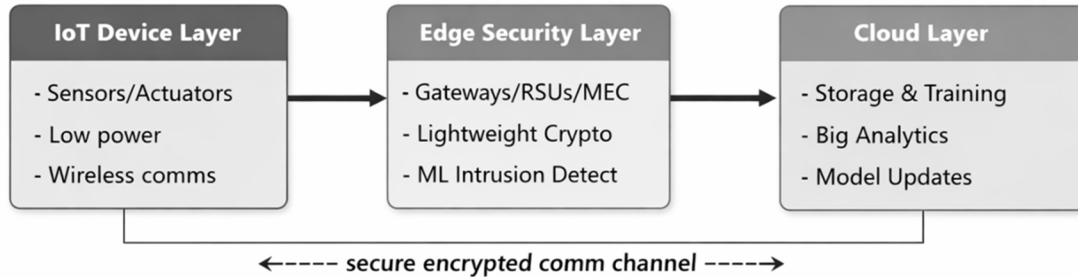 IoT Device Layer
- Sensors/Actuators
- Low power
- Wireless comms
Edge Security Layer
- Gateways/RSUs/MEC
- Lightweight Crypto
- ML Intrusion Detect
Cloud Layer
- Storage & Training
- Big Analytics
- Model Updates
secure encrypted comm channel